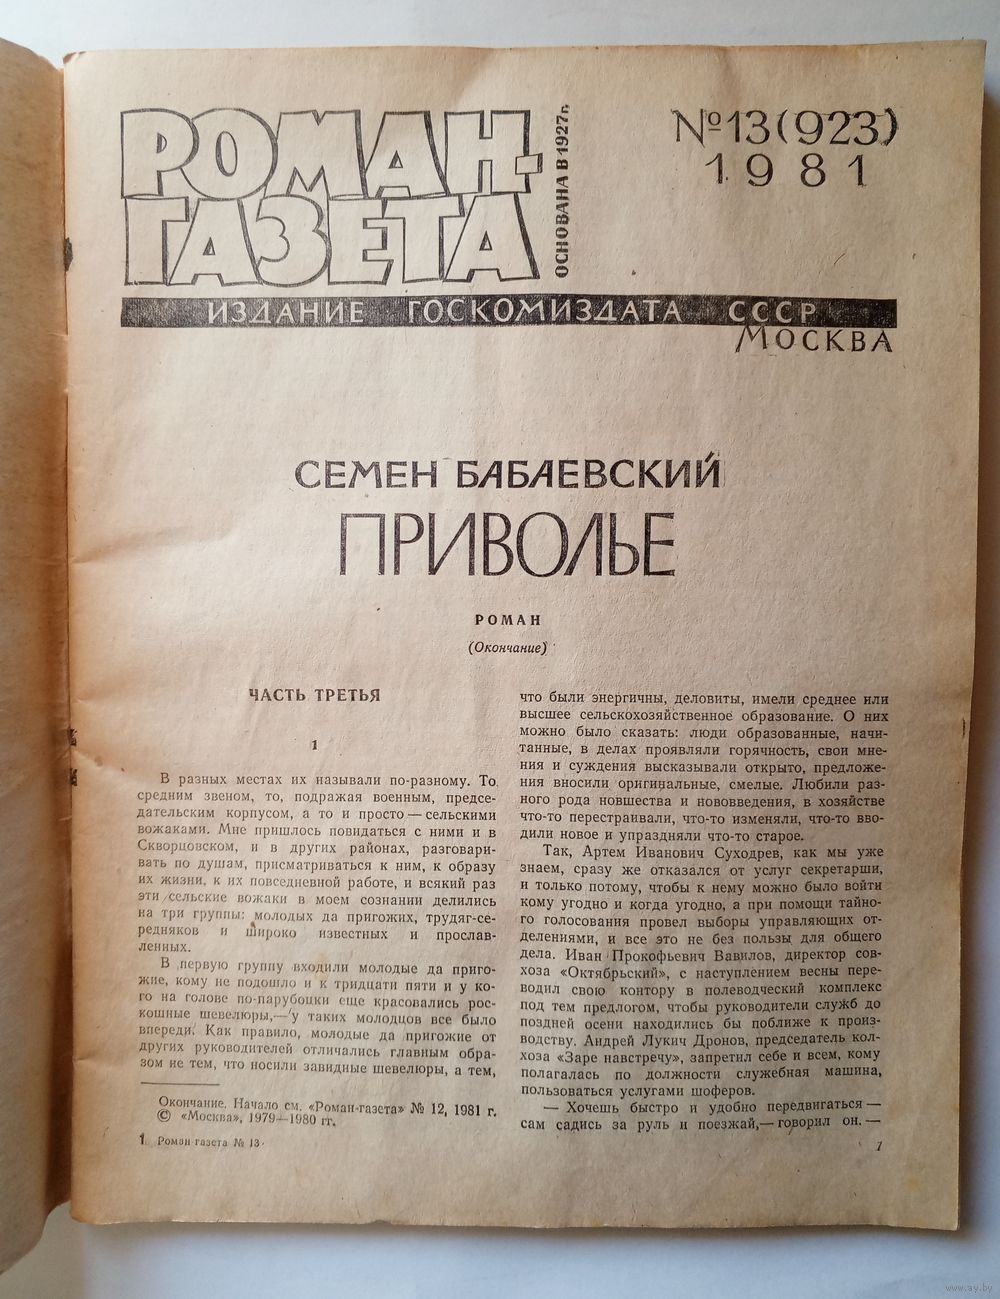 РОМАН-
ГАЗЕТА
ОСНОВАНА В 1927 г.
№13(923)
1981
ИЗДАНИЕ ГОСКОМИЗДАТА СССР
МОСКВА
СЕМЕН БАБАЕВСКИЙ
ПРИВОЛЬЕ
РОМАН
(Окончание)
ЧАСТЬ ТРЕТЬЯ
1
В разных местах их называли по-разному. То
средним звеном, то, подражая военным, предсе-
дательским корпусом, а то и просто — сельскими
вожаками. Мне пришлось повидаться с ними и в
Скворцовском, и в других районах, разговари-
вать по душам, присматриваться к ним, к образу
их жизни, к их повседневной работе, и всякий раз
эти сельские вожаки в моем сознании делились
на три группы: молодых да пригожих, трудяг-се-
редняков и широко известных и прослав-
ленных.
В первую группу входили молодые да приго-
жие, кому не подошло и к тридцати пяти и у ко-
го на голове по-парубошки еще красовались рос-
кошные шевелюры,— у таких молодцов все было
впереди. Как правило, молодые да пригожие от
других руководителей отличались главным обра-
зом не тем, что носили завидные шевелюры, а тем,
Окончание. Начало см. «Роман-газета» № 12, 1981 г.
© «Москва», 1979—1980 гг.
1 Роман-газета № 13
что были энергичны, деловиты, имели среднее или
высшее сельскохозяйственное образование. О них
можно было сказать: люди образованные, начи-
танные, в делах проявляли горячность, свои мне-
ния и суждения высказывали открыто, предложе-
ния вносили оригинальные, смелые. Любили раз-
ного рода новшества и нововведения, в хозяйстве
что-то перестраивали, что-то изменяли, что-то вво-
дили новое и упраздняли что-то старое.
Так, Артем Иванович Суходрев, как мы уже
знаем, сразу же отказался от услуг секретарши,
и только потому, чтобы к нему можно было войти
кому угодно и когда угодно, а при помощи тайно-
го голосования провел выборы управляющих от-
делениями, и все это не без пользы для общего
дела. Иван Прокофьевич Вавилов, директор сов-
хоза «Октябрьский», с наступлением весны пере-
водил свою контору в полеводческий комплекс
под тем предлогом, чтобы руководители служб до
поздней осени находились бы поближе к произ-
водству. Андрей Лукич Дронов, председатель кол-
хоза «Заре навстречу», запретил себе и всем, кому
полагалась по должности служебная машина,
пользоваться услугами шоферов.
— Хочешь быстро и удобно передвигаться —
сам садись за руль и поезжай,— говорил он.—
1
www.ay.by